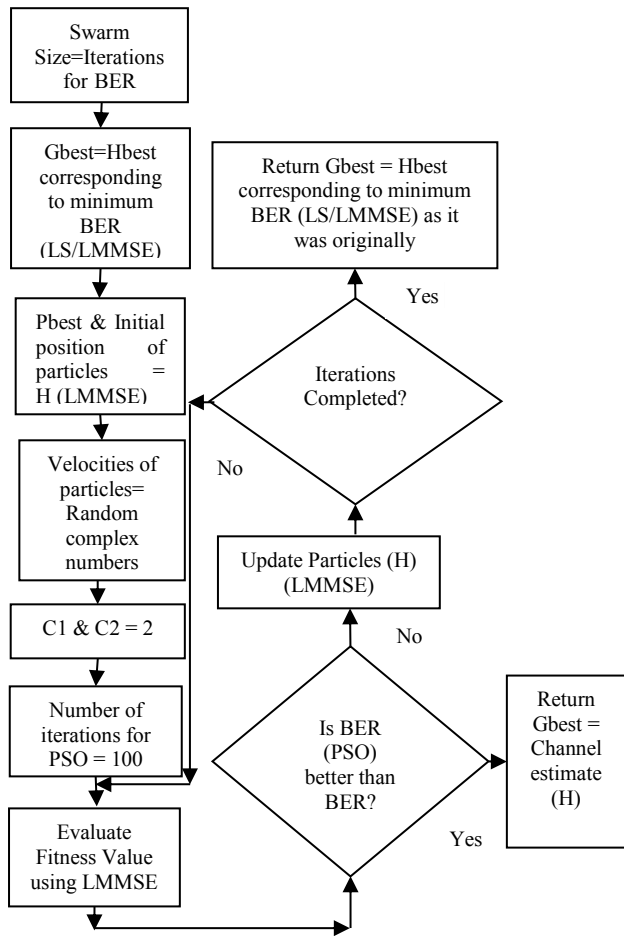 Swarm
Size=Iterations
for BER
Gbest=Hbest
corresponding
to minimum
BER
(LS/LMMSE)
Pbest & Initial
position of
particles =
H (LMMSE)
Velocities of
particles=
Random
complex
numbers
C1 & C2 = 2
Number of
iterations for
PSO = 100
Evaluate
Fitness Value
using LMMSE
Is BER
(PSO)
better than
BER?
Yes
Return
Gbest =
Channel
estimate
(H)
No
Update Particles (H)
(LMMSE)
Iterations
Completed?
No
Yes
Return Gbest = Hbest
corresponding to minimum
BER (LS/LMMSE) as it
was originally